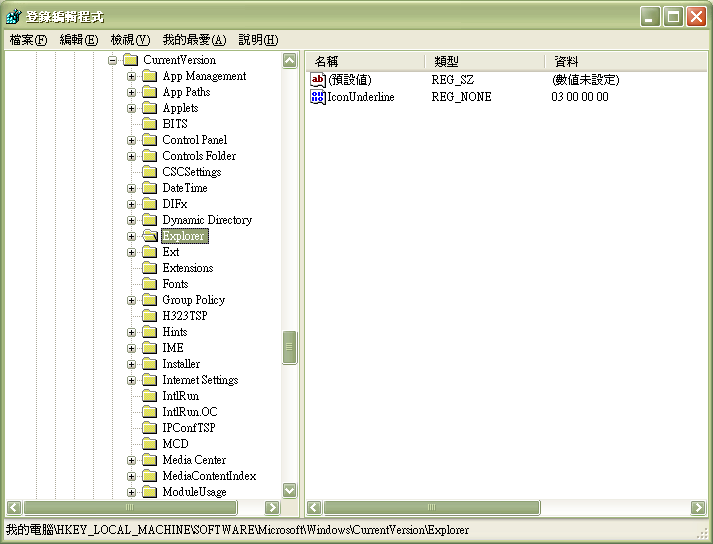 登錄編輯程式
檔案(F) 編輯(E) 檢視(V) 我的最愛(A) 說明(H)
CurrentVersion
App Management
App Paths
Applets
BITS
Control Panel
Controls Folder
CSCSettings
DateTime
DIFx
Dynamic Directory
Explorer
Ext
Extensions
Fonts
Group Policy
H323TSP
Hints
IME
Installer
Internet Settings
IntlRun
IntlRun.OC
IPConfTSP
MCD
Media Center
MediaContentIndex
ModuleUsage
名稱 類型 資料
(預設值) REG_SZ (數值未設定)
IconUnderline REG_NONE 03 00 00 00
我的電腦\HKEY_LOCAL_MACHINE\SOFTWARE\Microsoft\Windows\CurrentVersion\Explorer